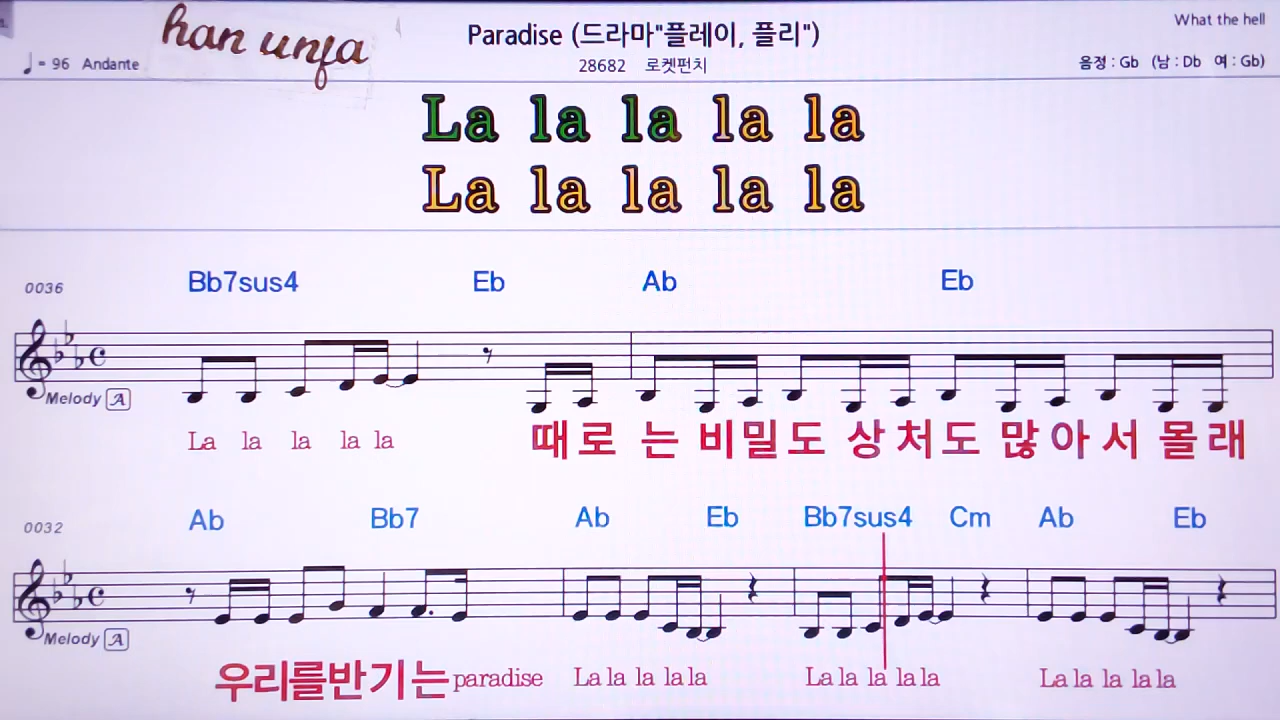 han unfa
Paradise (드라마"플레이, 플리")
What the hell
♩= 96 Andante
28682 로켓펀치
음정 : Gb (남 : Db 여 : Gb)
La la la la la
La la la la la
0036
Bb7sus4 Eb Ab Eb
Melody A
La la la la la 때로 는 비밀도 상처도 많아서 몰래
0032
Ab Bb7 Ab Eb Bb7sus4 Cm Ab Eb
Melody A
우리를반기는 paradise La la la la la La la la la la La la la la la